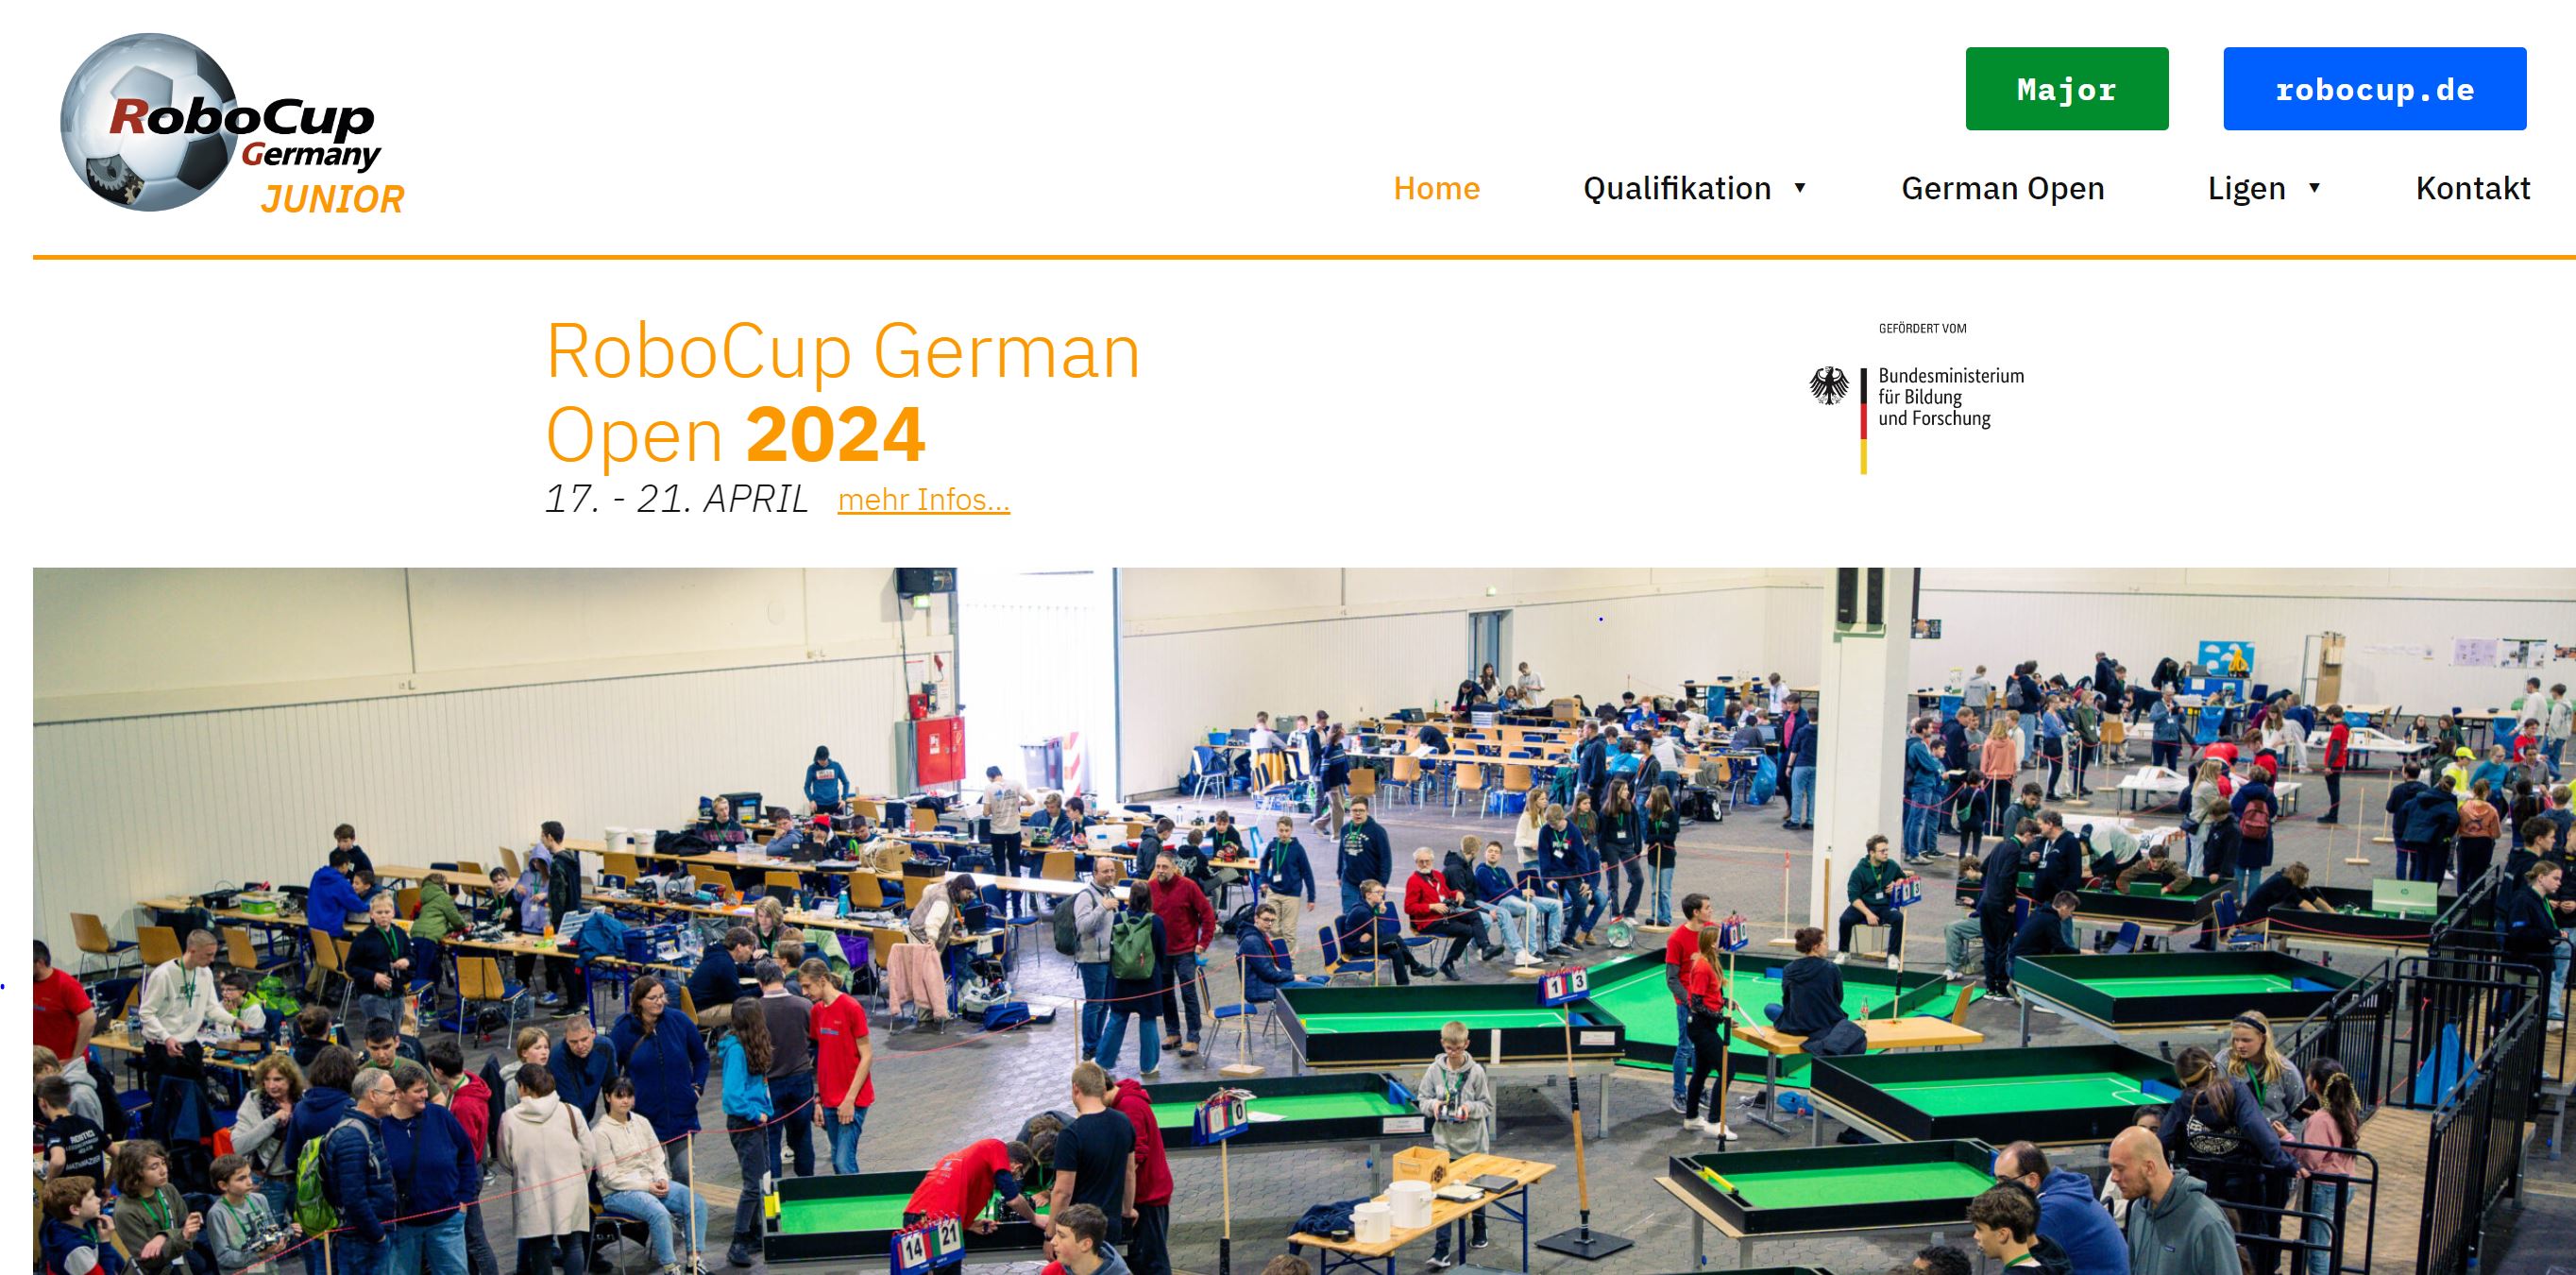 RoboCup
Germany
JUNIOR
Major
robocup.de
Home
Qualifikation
German Open
Ligen
Kontakt
RoboCup German
Open 2024
17. - 21. APRIL mehr Infos...
GEFÖRDERT VOM
Bundesministerium
für Bildung
und Forschung
1 3
0
14 21